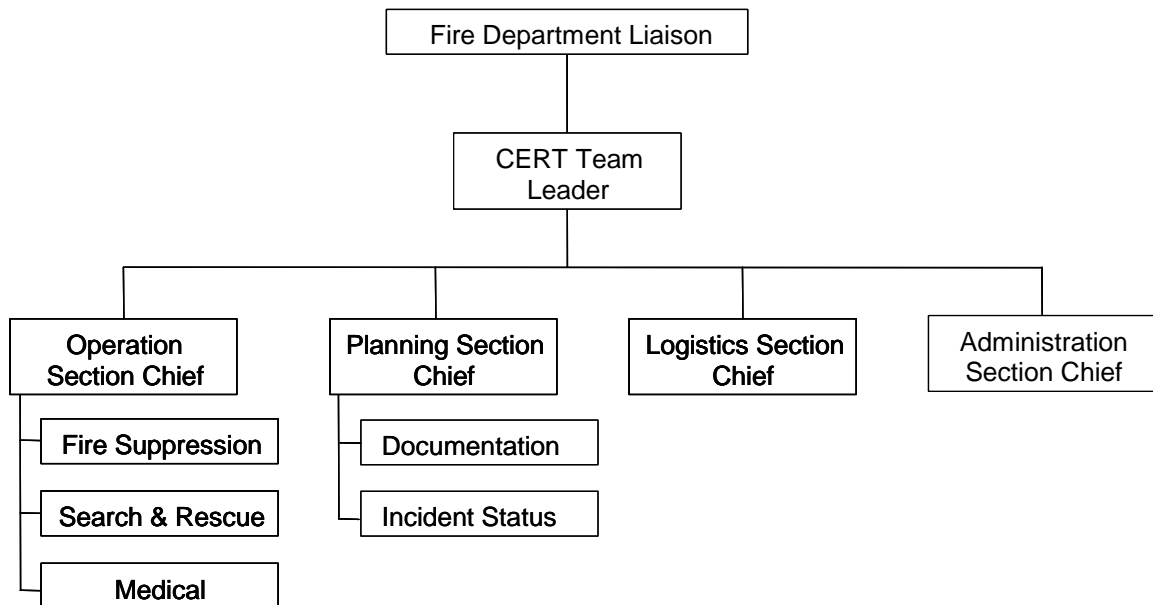 Fire Department Liaison
CERT Team
Leader
Operation
Section Chief
Planning Section
Chief
Logistics Section
Chief
Administration
Section Chief
Fire Suppression
Documentation
Search & Rescue
Incident Status
Medical